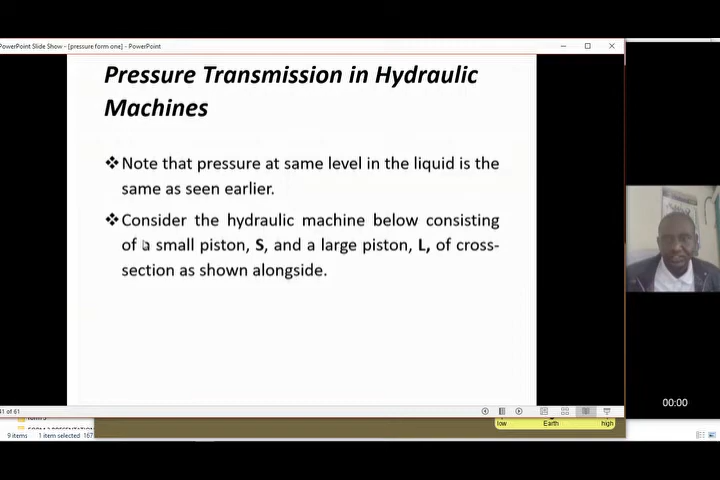 PowerPoint Slide Show - [pressure form one] - PowerPoint
Pressure Transmission in Hydraulic
Machines
❖Note that pressure at same level in the liquid is the
same as seen earlier.
❖Consider the hydraulic machine below consisting
of a small piston, S, and a large piston, L, of cross-
section as shown alongside.
00:00
41 of 61
9 items 1 item selected 167
low Earth high